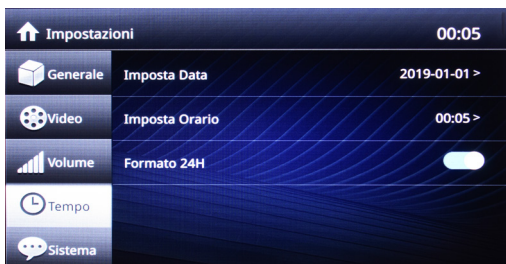 Impostazioni 00:05
Generale Imposta Data 2019-01-01 >
Video Imposta Orario 00:05 >
Volume Formato 24H
Tempo
Sistema